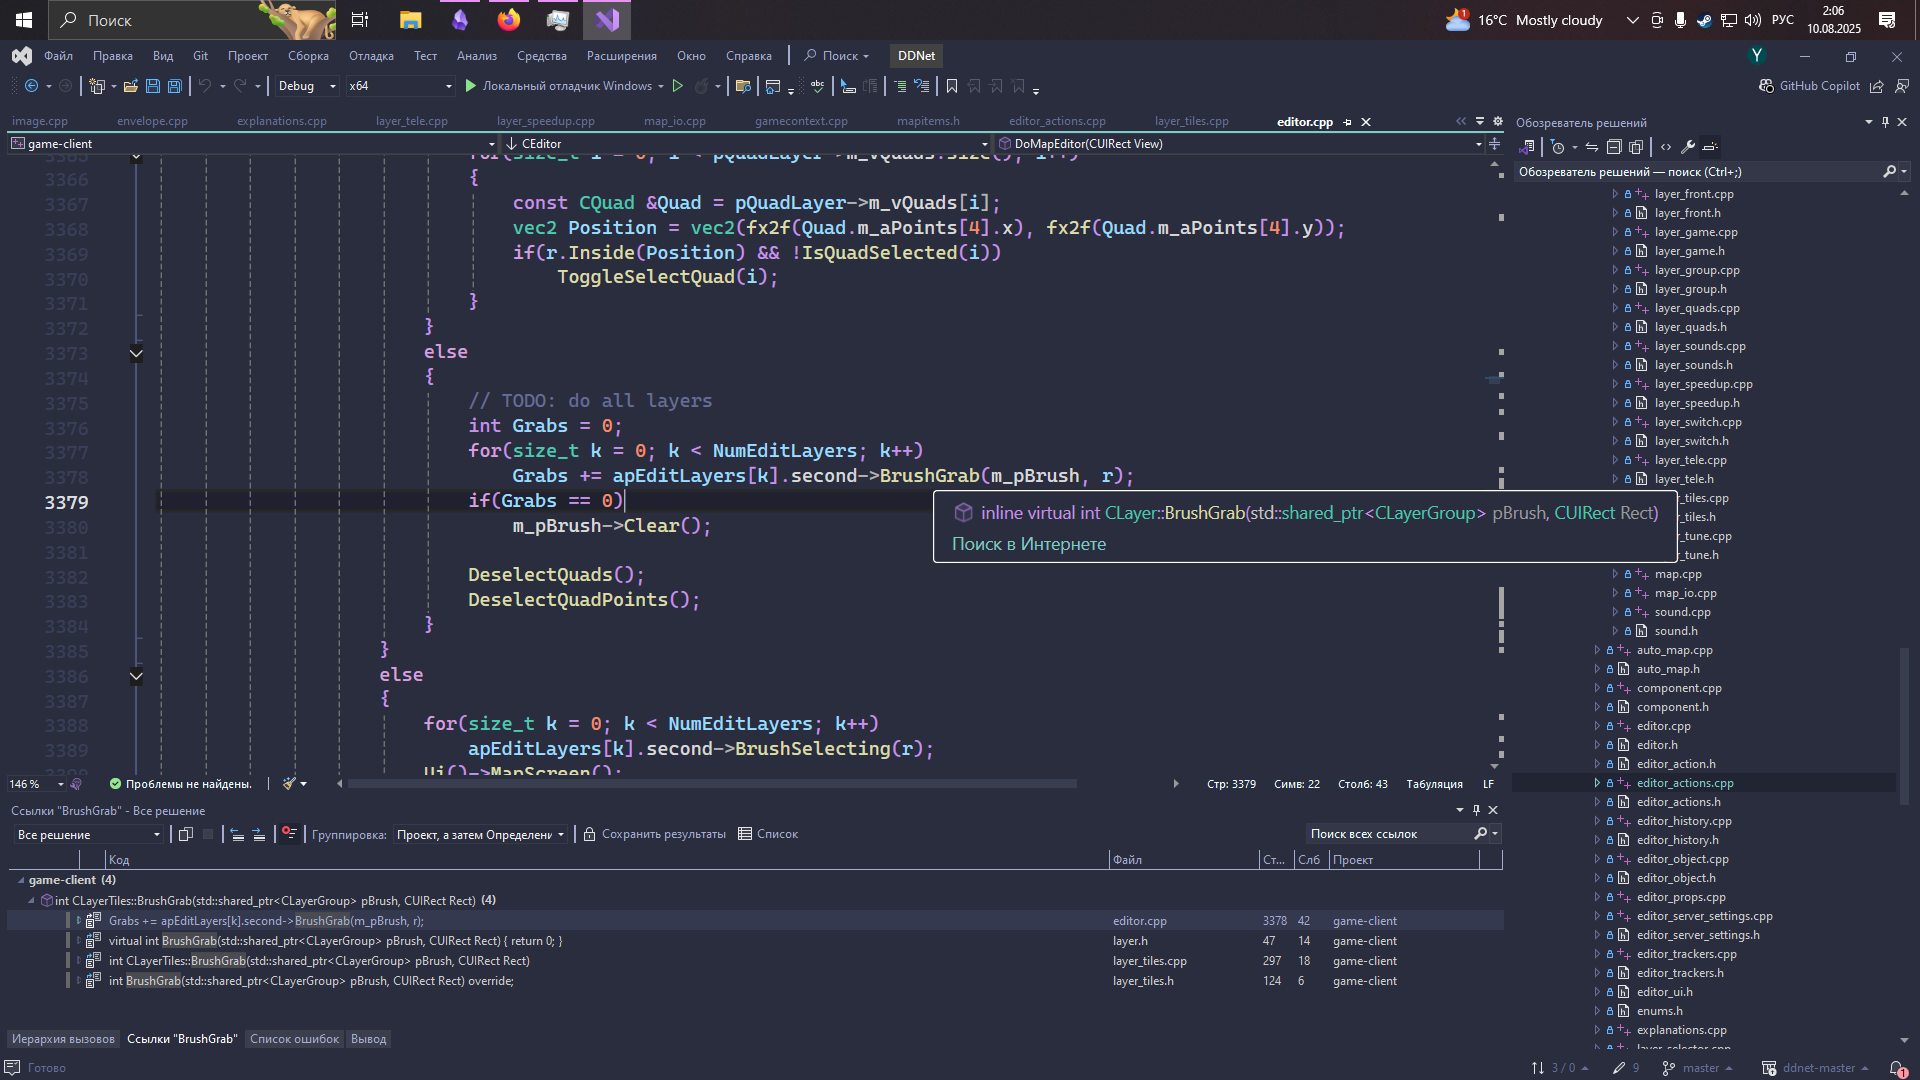 Поиск
16°C Mostly cloudy
РУС
2:06
10.08.2025
Файл Правка Вид Git Проект Сборка Отладка Тест Анализ Средства Расширения Окно Справка Поиск DDNet
Y
Debug x64 Локальный отладчик Windows
GitHub Copilot
image.cpp envelope.cpp explanations.cpp layer_tele.cpp layer_speedup.cpp map_io.cpp gamecontext.cpp mapitems.h editor_actions.cpp layer_tiles.cpp editor.cpp
game-client CEditor DoMapEditor(CUIRect View)
for(size_t i = 0; i < pQuadLayer->m_vQuads.size(); i++)
3366 {
3367 const CQuad &Quad = pQuadLayer->m_vQuads[i];
3368 vec2 Position = vec2(fx2f(Quad.m_aPoints[4].x), fx2f(Quad.m_aPoints[4].y));
3369 if(r.Inside(Position) && !IsQuadSelected(i))
3370 ToggleSelectQuad(i);
3371 }
3372 }
3373 else
3374 {
3375 // TODO: do all layers
3376 int Grabs = 0;
3377 for(size_t k = 0; k < NumEditLayers; k++)
3378 Grabs += apEditLayers[k].second->BrushGrab(m_pBrush, r);
3379 if(Grabs == 0)
3380 m_pBrush->Clear();
3381
3382 DeselectQuads();
3383 DeselectQuadPoints();
3384 }
3385 }
3386 else
3387 {
3388 for(size_t k = 0; k < NumEditLayers; k++)
3389 apEditLayers[k].second->BrushSelecting(r);
Ui()->MapScreen();
inline virtual int CLayer::BrushGrab(std::shared_ptr<CLayerGroup> pBrush, CUIRect Rect)
Поиск в Интернете
146 % Проблемы не найдены. Стр: 3379 Симв: 22 Столб: 43 Табуляция LF
Ссылки "BrushGrab" - Все решение
Все решение Группировка: Проект, а затем Определени Сохранить результаты Список Поиск всех ссылок
Код Файл Ст... Слб Проект
game-client (4)
int CLayerTiles::BrushGrab(std::shared_ptr<CLayerGroup> pBrush, CUIRect Rect) (4)
Grabs += apEditLayers[k].second->BrushGrab(m_pBrush, r); editor.cpp 3378 42 game-client
virtual int BrushGrab(std::shared_ptr<CLayerGroup> pBrush, CUIRect Rect) { return 0; } layer.h 47 14 game-client
int CLayerTiles::BrushGrab(std::shared_ptr<CLayerGroup> pBrush, CUIRect Rect) layer_tiles.cpp 297 18 game-client
int BrushGrab(std::shared_ptr<CLayerGroup> pBrush, CUIRect Rect) override; layer_tiles.h 124 6 game-client
Иерархия вызовов Ссылки "BrushGrab" Список ошибок Вывод
Обозреватель решений
Обозреватель решений — поиск (Ctrl+;)
layer_front.cpp
layer_front.h
layer_game.cpp
layer_game.h
layer_group.cpp
layer_group.h
layer_quads.cpp
layer_quads.h
layer_sounds.cpp
layer_sounds.h
layer_speedup.cpp
layer_speedup.h
layer_switch.cpp
layer_switch.h
layer_tele.cpp
layer_tele.h
r_tiles.cpp
r_tiles.h
r_tune.cpp
r_tune.h
map.cpp
map_io.cpp
sound.cpp
sound.h
auto_map.cpp
auto_map.h
component.cpp
component.h
editor.cpp
editor.h
editor_action.h
editor_actions.cpp
editor_actions.h
editor_history.cpp
editor_history.h
editor_object.cpp
editor_object.h
editor_props.cpp
editor_server_settings.cpp
editor_server_settings.h
editor_trackers.cpp
editor_trackers.h
editor_ui.h
enums.h
explanations.cpp
layer_selector.cpp
Готово 3 / 0 9 master ddnet-master 1